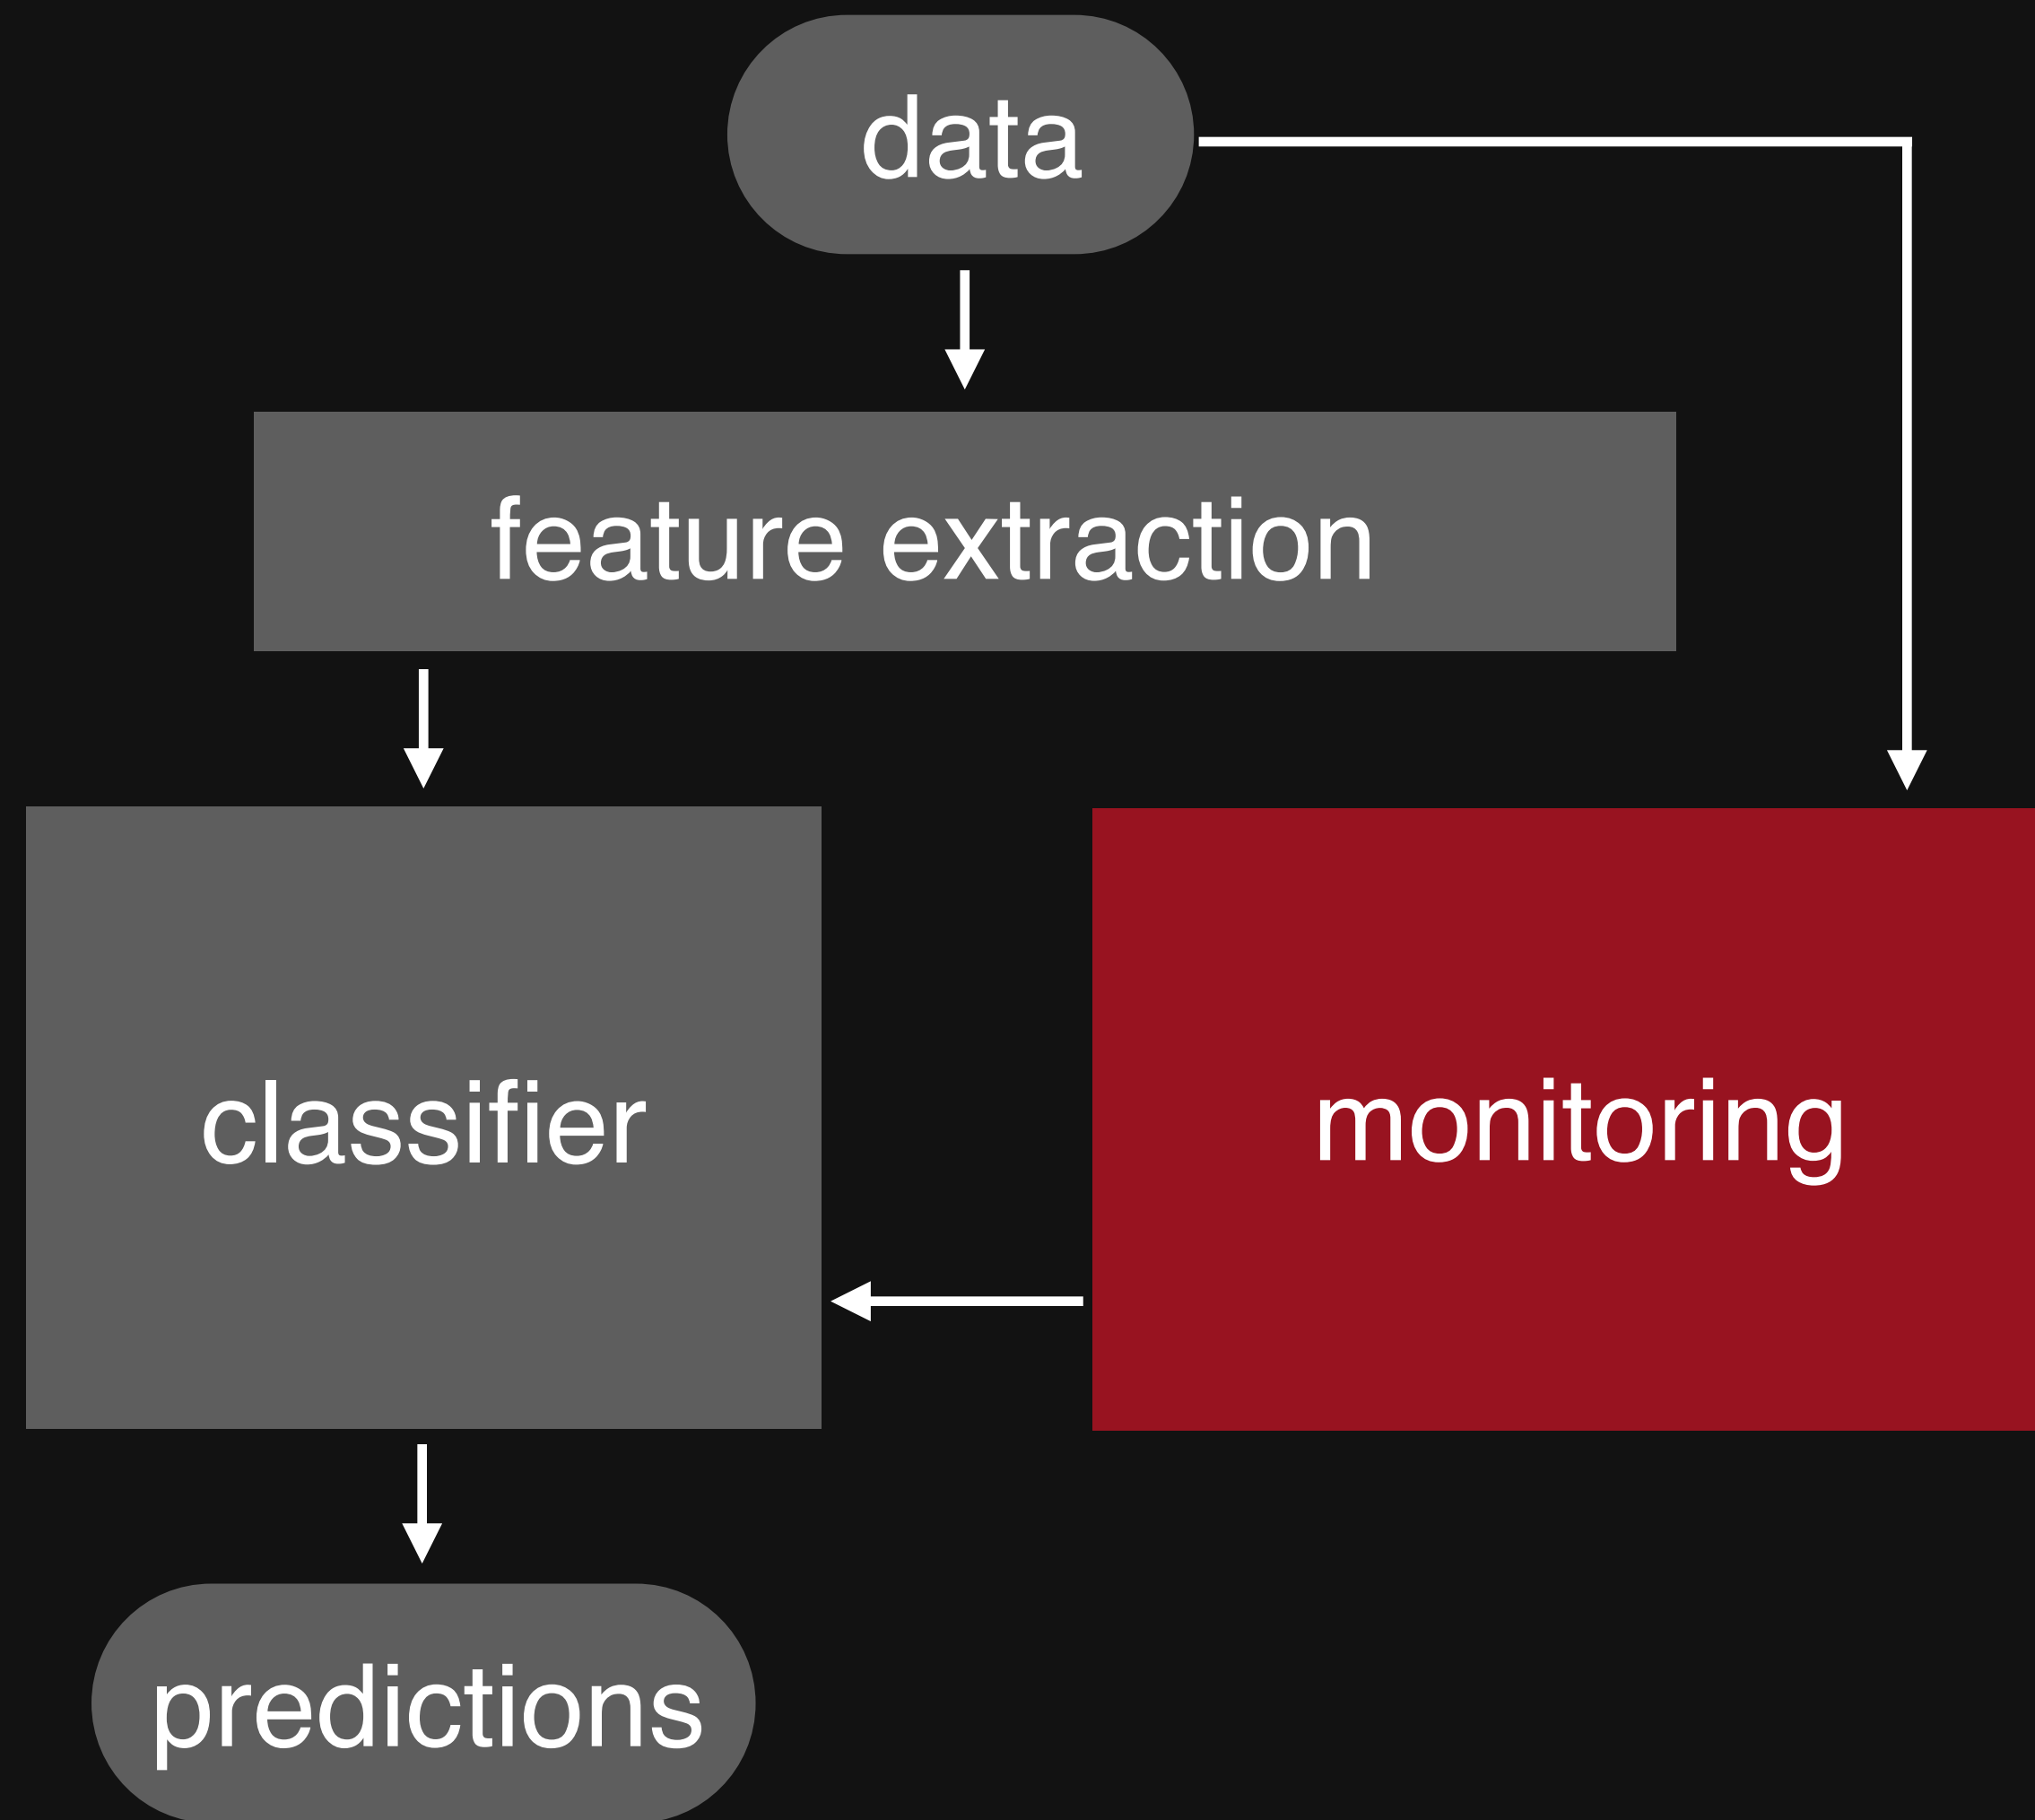 data
feature extraction
classifier
monitoring
predictions